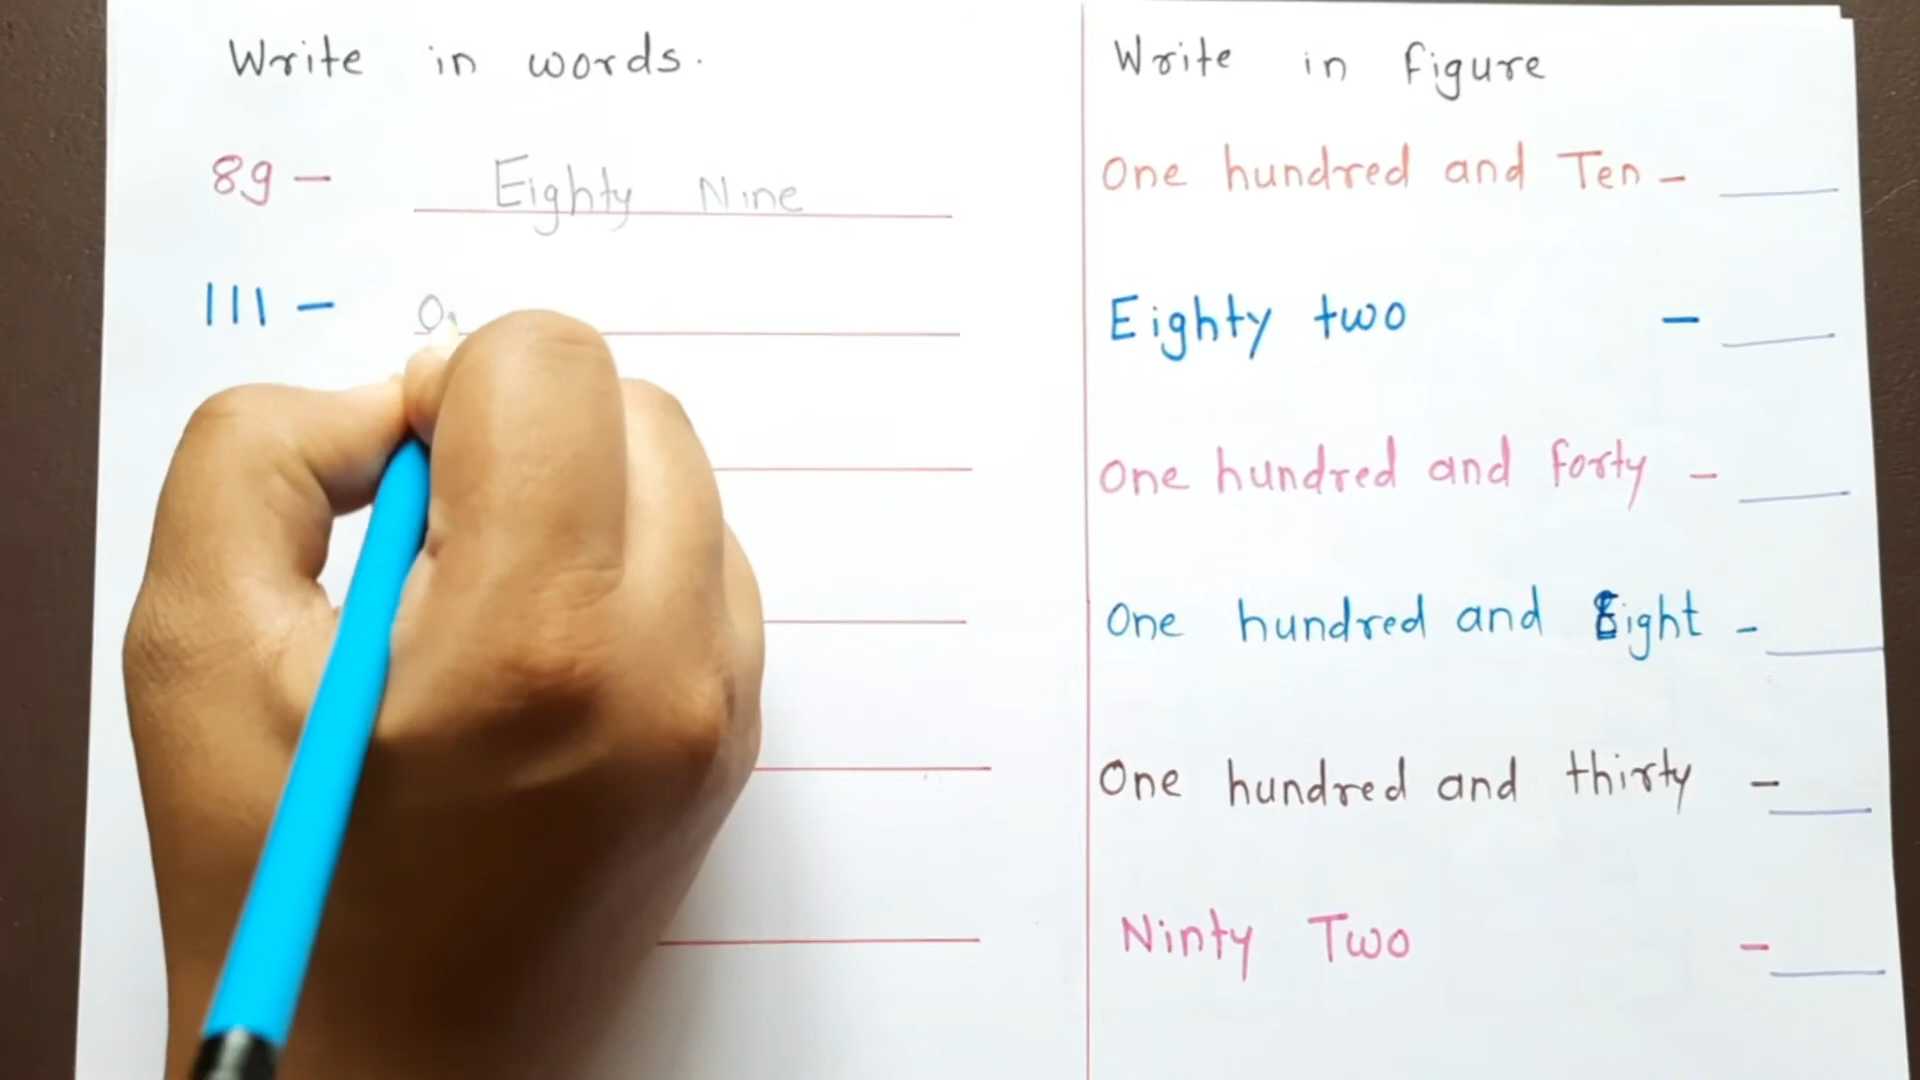 Write in words.
89 - Eighty Nine
111 -
Write in figure
One hundred and Ten -
Eighty two -
One hundred and forty -
One hundred and Eight -
One hundred and thirty -
Ninty Two -